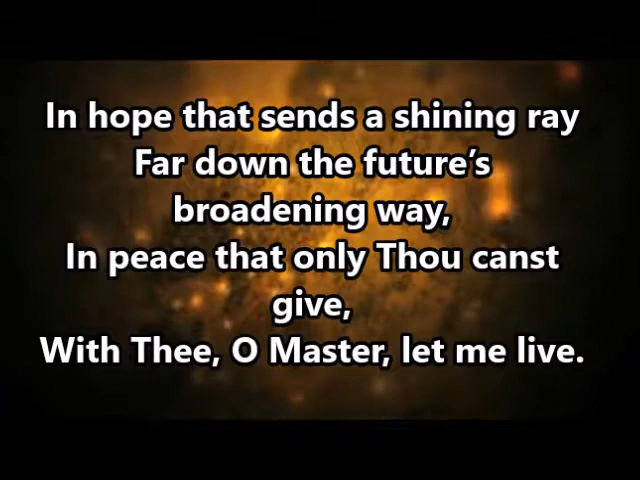 In hope that sends a shining ray
Far down the future’s
broadening way,
In peace that only Thou canst
give,
With Thee, O Master, let me live.